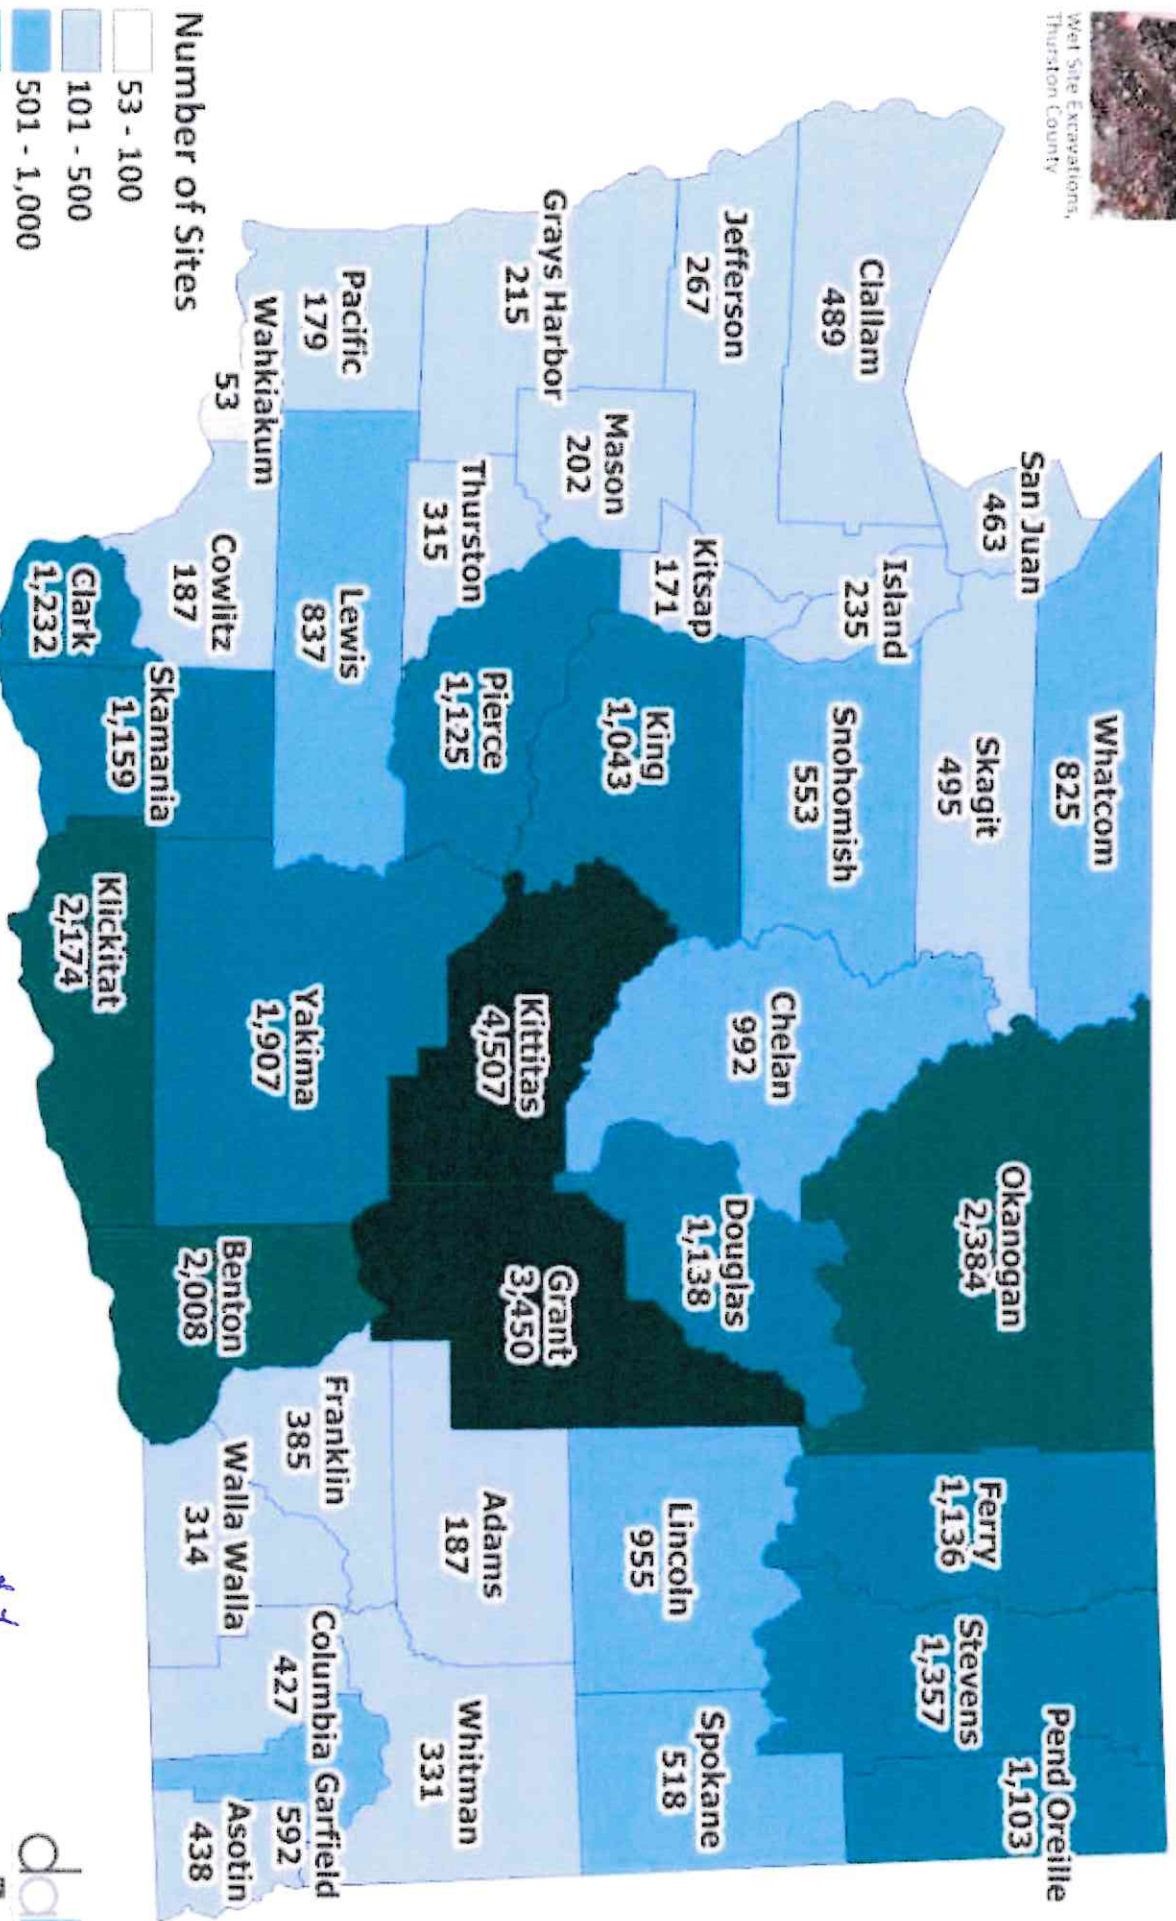 Wet Site Excavations,
Thurston County
Whatcom
825
San Juan
463
Skagit
495
Okanogan
2,384
Ferry
1,136
Stevens
1,357
Pend Oreille
1,103
Clallam
489
Island
235
Snohomish
553
Chelan
992
Jefferson
267
Kitsap
171
King
1,043
Douglas
1,138
Lincoln
955
Spokane
518
Grays Harbor
215
Mason
202
Kittitas
4,507
Grant
3,450
Thurston
315
Pierce
1,125
Adams
187
Whitman
331
Pacific
179
Lewis
837
Yakima
1,907
Franklin
385
Columbia
427
Garfield
592
Wahkiakum
53
Cowlitz
187
Benton
2,008
Walla Walla
314
Asotin
438
Clark
1,232
Skamania
1,159
Klickitat
2,174
Number of Sites
53 - 100
101 - 500
501 - 1,000